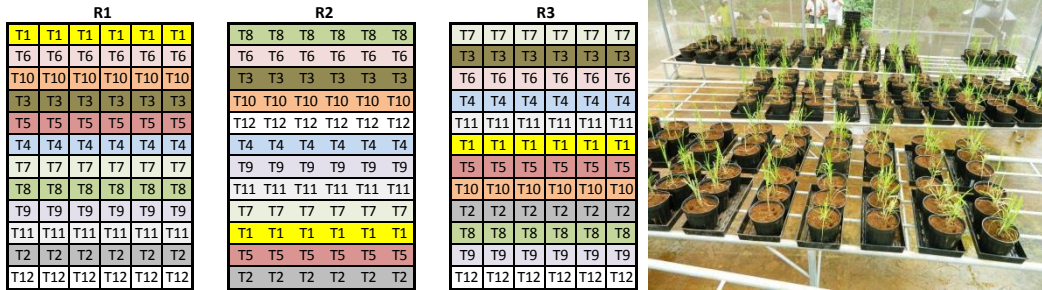 R1
T1 T1 T1 T1 T1 T1
T6 T6 T6 T6 T6 T6
T10 T10 T10 T10 T10 T10
T3 T3 T3 T3 T3 T3
T5 T5 T5 T5 T5 T5
T4 T4 T4 T4 T4 T4
T7 T7 T7 T7 T7 T7
T8 T8 T8 T8 T8 T8
T9 T9 T9 T9 T9 T9
T11 T11 T11 T11 T11 T11
T2 T2 T2 T2 T2 T2
T12 T12 T12 T12 T12 T12
R2
T8 T8 T8 T8 T8 T8
T6 T6 T6 T6 T6 T6
T3 T3 T3 T3 T3 T3
T10 T10 T10 T10 T10 T10
T12 T12 T12 T12 T12 T12
T4 T4 T4 T4 T4 T4
T9 T9 T9 T9 T9 T9
T11 T11 T11 T11 T11 T11
T7 T7 T7 T7 T7 T7
T1 T1 T1 T1 T1 T1
T5 T5 T5 T5 T5 T5
T2 T2 T2 T2 T2 T2
R3
T7 T7 T7 T7 T7 T7
T3 T3 T3 T3 T3 T3
T6 T6 T6 T6 T6 T6
T4 T4 T4 T4 T4 T4
T11 T11 T11 T11 T11 T11
T1 T1 T1 T1 T1 T1
T5 T5 T5 T5 T5 T5
T10 T10 T10 T10 T10 T10
T2 T2 T2 T2 T2 T2
T8 T8 T8 T8 T8 T8
T9 T9 T9 T9 T9 T9
T12 T12 T12 T12 T12 T12